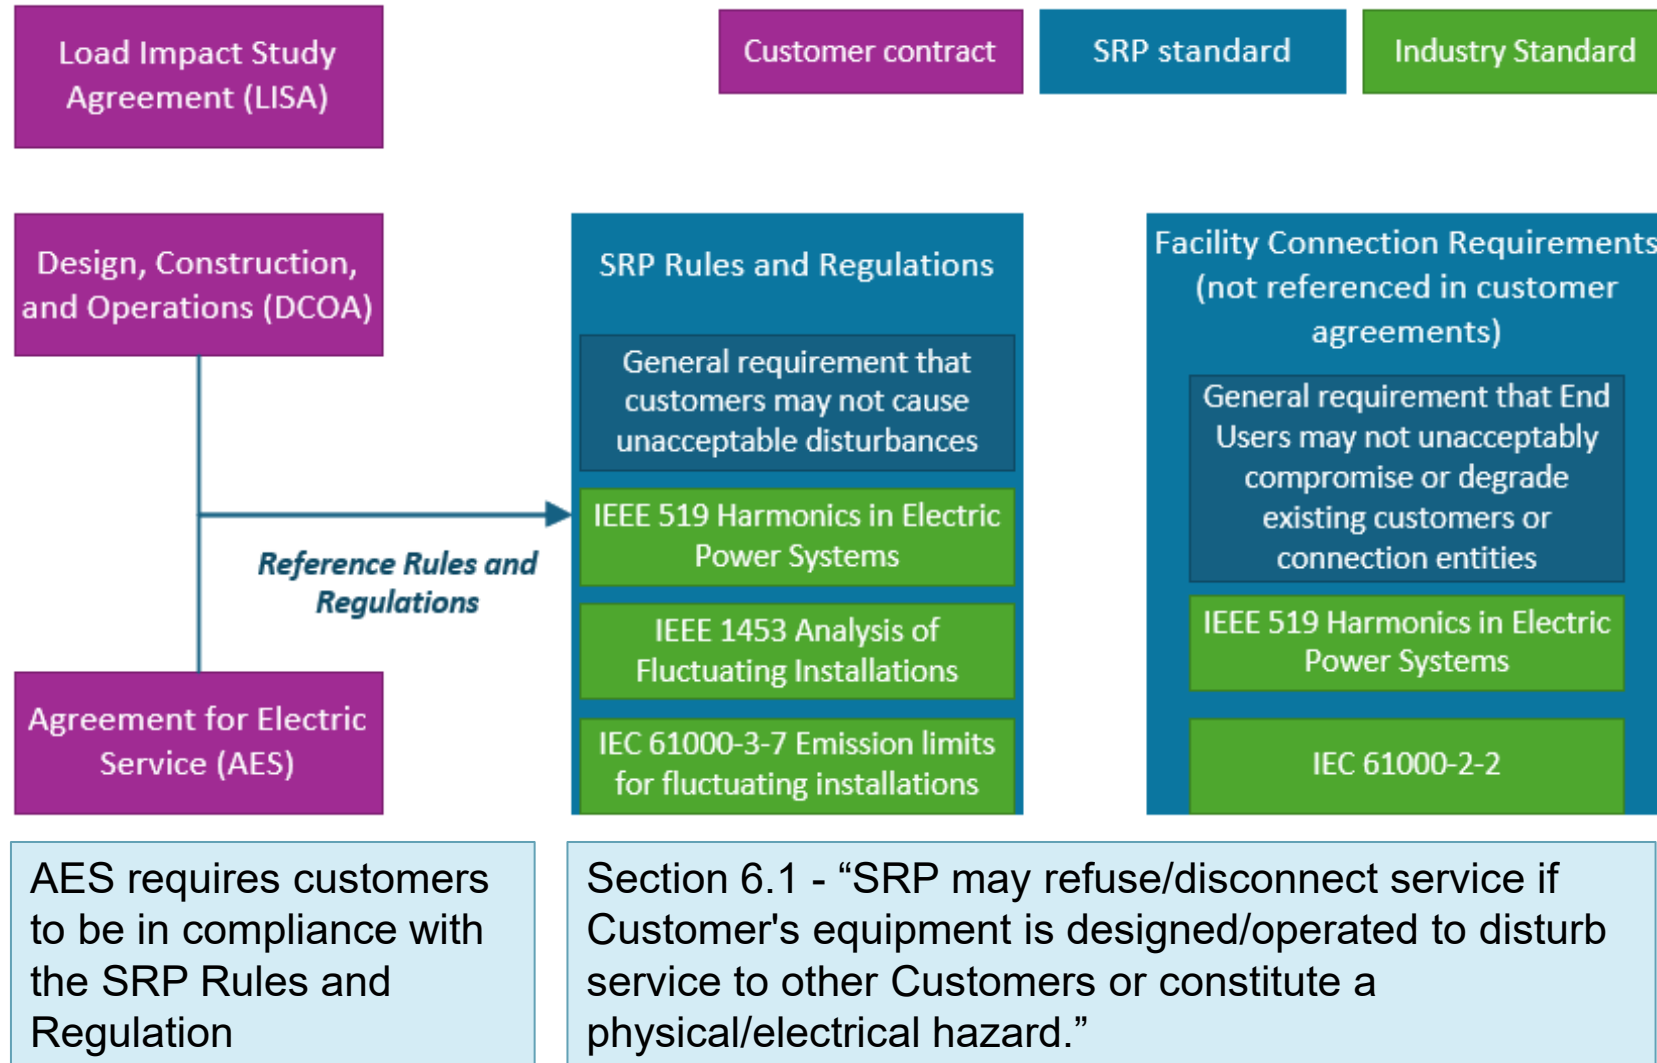 Load Impact Study
Agreement (LISA)
Customer contract
SRP standard
Industry Standard
Design, Construction,
and Operations (DCOA)
SRP Rules and Regulations
General requirement that
customers may not cause
unacceptable disturbances
IEEE 519 Harmonics in Electric
Power Systems
IEEE 1453 Analysis of
Fluctuating Installations
IEC 61000-3-7 Emission limits
for fluctuating installations
Facility Connection Requirements
(not referenced in customer
agreements)
General requirement that End
Users may not unacceptably
compromise or degrade
existing customers or
connection entities
IEEE 519 Harmonics in Electric
Power Systems
IEC 61000-2-2
Reference Rules and
Regulations
Agreement for Electric
Service (AES)
AES requires customers
to be in compliance with
the SRP Rules and
Regulation
Section 6.1 - “SRP may refuse/disconnect service if
Customer's equipment is designed/operated to disturb
service to other Customers or constitute a
physical/electrical hazard.”